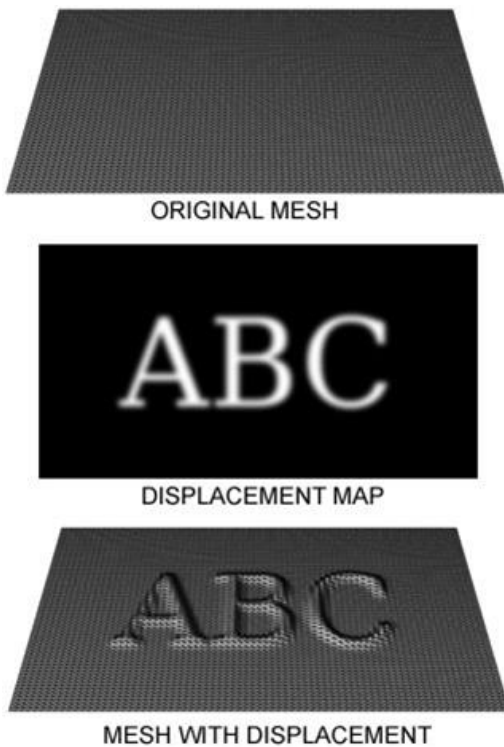 ORIGINAL MESH
ABC
DISPLACEMENT MAP
ABC
MESH WITH DISPLACEMENT